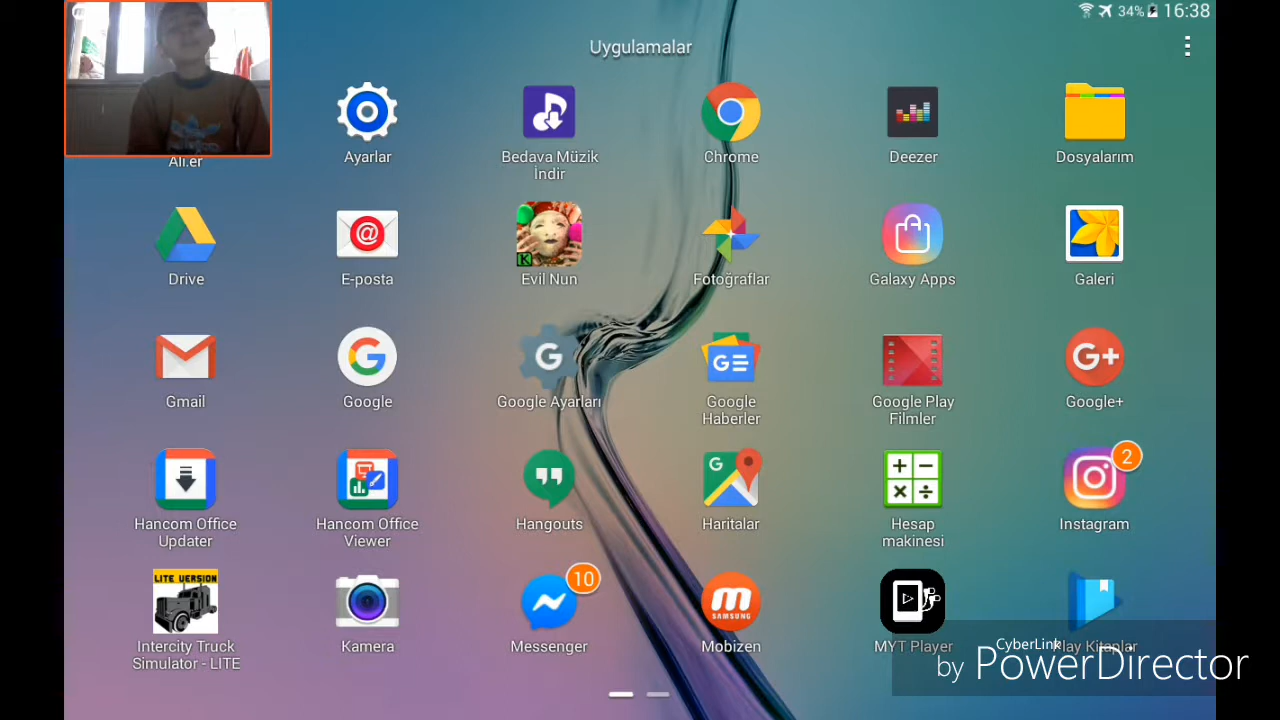 34% 16:38
Uygulamalar
Ali.er
Ayarlar
Bedava Müzik
İndir
Chrome
Deezer
Dosyalarım
Drive
@
E-posta
K
Evil Nun
Fotoğraflar
Galaxy Apps
Galeri
Gmail
G
Google
G
Google Ayarları
G
Google
Haberler
Google Play
Filmler
G+
Google+
Hancom Office
Updater
Hancom Office
Viewer
Hangouts
G
Haritalar
+ −
× ÷
Hesap
makinesi
2
Instagram
LITE VERSION
Intercity Truck
Simulator - LITE
Kamera
10
Messenger
m
SAMSUNG
Mobizen
MYT Player
Play Kitaplar
CyberLink
by PowerDirector